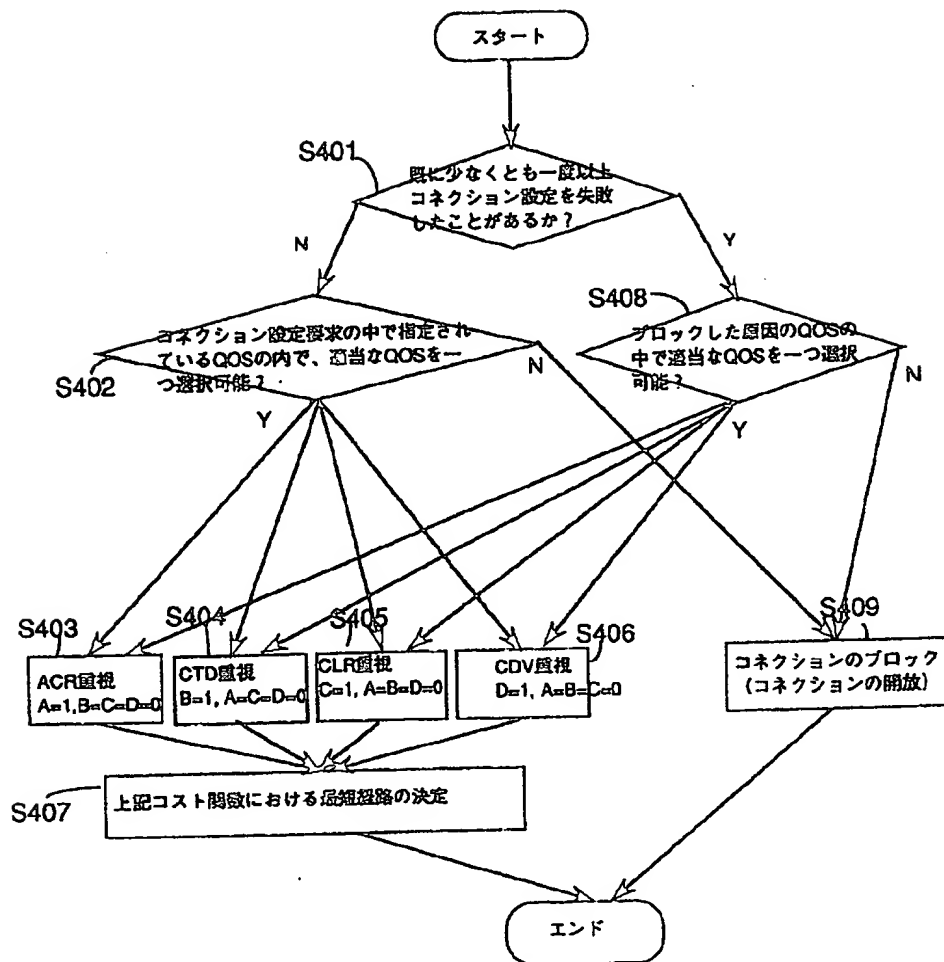 スタート
S401
既に少なくとも一度以上
コネクション設定を失敗
したことがあるか？
N
Y
S402
コネクション設定要求の中で指定され
ているQOSの内で、適当なQOSを一
つ選択可能？
N
Y
S408
ブロックした原因のQOSの
中で適当なQOSを一つ選択
可能？
N
Y
S403
ACR重視
A=1,B=C=D=0
S404
CTD重視
B=1, A=C=D=0
S405
CLR重視
C=1, A=B=D=0
S406
CDV重視
D=1, A=B=C=0
S409
コネクションのブロック
（コネクションの開放）
S407
上記コスト関数における最短経路の決定
エンド